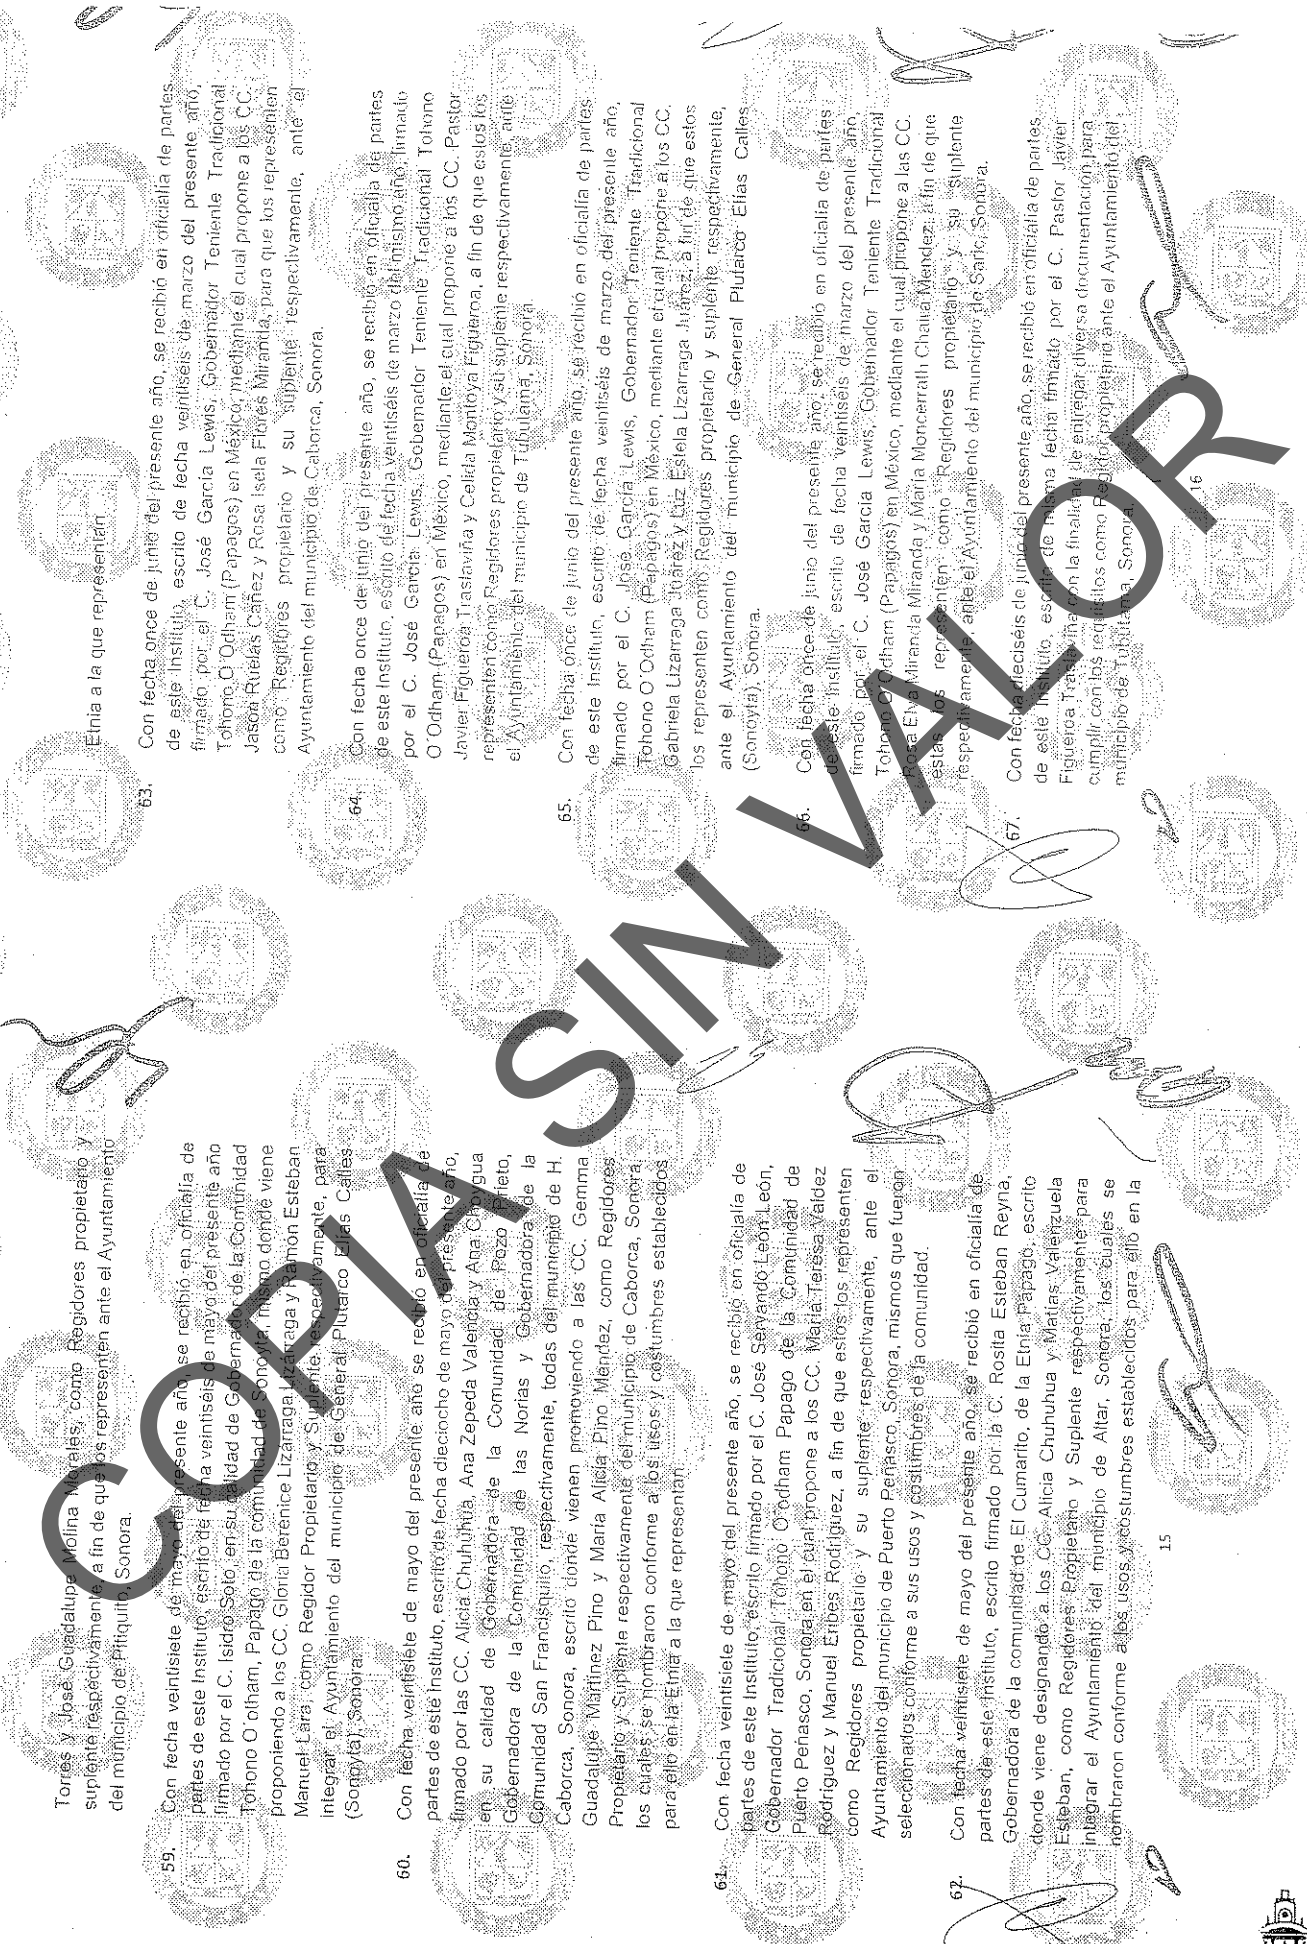 Torres y José Guadalupe Molina Morales, como Regidores propietario y
suplente respectivamente, a fin de que los representen ante el Ayuntamiento
del municipio de Pitiquito, Sonora.
59. Con fecha veintisiete de mayo del presente año, se recibió en oficialía de
partes de este Instituto, escrito de fecha veintiséis de mayo del presente año
firmado por el C. Isidro Soto, en su calidad de Gobernador de la Comunidad
Tohono O´otham, Papago de la comunidad de Sonoyta, mismo donde viene
proponiendo a los CC. Gloria Berenice Lizárraga Lizárraga y Ramón Esteban
Manuel Lara, como Regidor Propietario y Suplente respectivamente, para
integrar el Ayuntamiento del municipio de General Plutarco Elías Calles
(Sonoyta), Sonora.
60. Con fecha veintisiete de mayo del presente año se recibió en oficialía de
partes de este Instituto, escrito de fecha dieciocho de mayo del presente año,
firmado por las CC. Alicia Chuhuhua, Ana Zepeda Valencia y Ana
en su calidad de Gobernadora de la Comunidad de Pozo Prieto,
Gobernadora de la Comunidad de las Norias y Gobernadora de la
Comunidad San Francisquito, respectivamente, todas del municipio de H.
Caborca, Sonora, escrito donde vienen promoviendo a las CC. Gemma
Guadalupe Martínez Pino y María Alicia Pino Méndez, como Regidores
Propietario y Suplente respectivamente del municipio de Caborca, Sonora,
los cuales se nombraron conforme a los usos y costumbres establecidos
para ello en la Etnia a la que representan.
61. Con fecha veintisiete de mayo del presente año, se recibió en oficialía de
partes de este Instituto, escrito firmado por el C. José Servando León León,
Gobernador Tradicional Tohono O´odham Papago de la Comunidad de
Puerto Peñasco, Sonora en el cual propone a los CC. María Teresa Valdez
Rodríguez y Manuel Eribes Rodríguez, a fin de que estos los representen
como Regidores propietario y su suplente respectivamente, ante el
Ayuntamiento del municipio de Puerto Peñasco, Sonora, mismos que fueron
seleccionados conforme a sus usos y costumbres de la comunidad.
62. Con fecha veintisiete de mayo del presente año, se recibió en oficialía de
partes de este Instituto, escrito firmado por la C. Rosita Esteban Reyna,
Gobernadora de la comunidad de El Cumarito, de la Etnia Papago, escrito
donde viene designando a los CC. Alicia Chuhuhua y Matías Valenzuela
Esteban, como Regidores Propietario y Suplente respectivamente para
integrar el Ayuntamiento del municipio de Altar, Sonora, los cuales se
nombraron conforme a los usos y costumbres establecidos para ello en la
15
Etnia a la que representan
63. Con fecha once de junio del presente año, se recibió en oficialía de partes
de este Instituto, escrito de fecha veintiséis de marzo del presente año,
firmado por el C. José García Lewis, Gobernador Teniente Tradicional
Tohono O´Odham (Papagos) en México, mediante el cual propone a los CC.
Jasón Ruelas Cañez y Rosa Isela Flores Miranda, para que los representen
como Regidores propietario y su suplente respectivamente, ante el
Ayuntamiento del municipio de Caborca, Sonora.
64. Con fecha once de junio del presente año, se recibió en oficialía de partes
de este Instituto, escrito de fecha veintiséis de marzo del mismo año, firmado
por el C. José García Lewis, Gobernador Teniente Tradicional Tohono
O´Odham (Papagos) en México, mediante el cual propone a los CC. Pastor
Javier Figueroa Traslaviña y Celida Montoya Figueroa, a fin de que estos los
representen como Regidores propietario y su suplente respectivamente, ante
el Ayuntamiento del municipio de Tubutama, Sonora.
65. Con fecha once de junio del presente año, se recibió en oficialía de partes
de este Instituto, escrito de fecha veintiséis de marzo del presente año,
firmado por el C. José García Lewis, Gobernador Teniente Tradicional
Tohono O´Odham (Papagos) en México, mediante el cual propone a los CC.
Gabriela Lizarraga Juárez y Liz Estela Lizarraga Juárez, a fin de que estos
los representen como Regidores propietario y suplente respectivamente,
ante el Ayuntamiento del municipio de General Plutarco Elías Calles
(Sonoyta), Sonora.
66. Con fecha once de junio del presente año, se recibió en oficialía de partes
de este Instituto, escrito de fecha veintiséis de marzo del presente año,
firmado por el C. José García Lewis, Gobernador Teniente Tradicional
Tohono O´Odham (Papagos) en México, mediante el cual propone a las CC.
Rosa Elva Miranda Miranda y María Moncerrath Mendez, a fin de que
estas los representen como Regidores propietario y su suplente
respectivamente, ante el Ayuntamiento del municipio de Saric, Sonora.
67. Con fecha dieciséis de junio del presente año, se recibió en oficialía de partes
de este Instituto, escrito de misma fecha firmado por el C. Pastor Javier
Figueroa Traslaviña con la finalidad de entregar diversa documentación para
cumplir con los requisitos como Regidor propietario ante el Ayuntamiento del
municipio de Tubutama, Sonora.
16
COPIA SIN VALOR